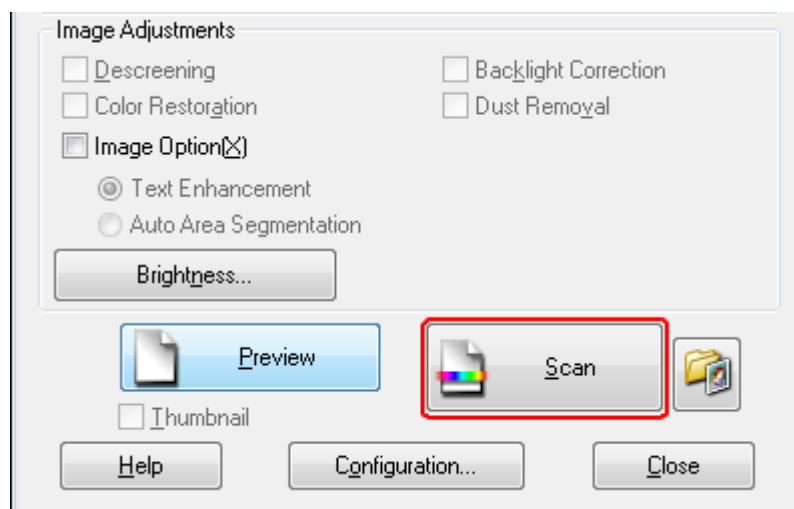 Image Adjustments
Descreening Backlight Correction
Color Restoration Dust Removal
Image Option(X)
Text Enhancement
Auto Area Segmentation
Brightness...
Preview Scan
Thumbnail
Help Configuration... Close